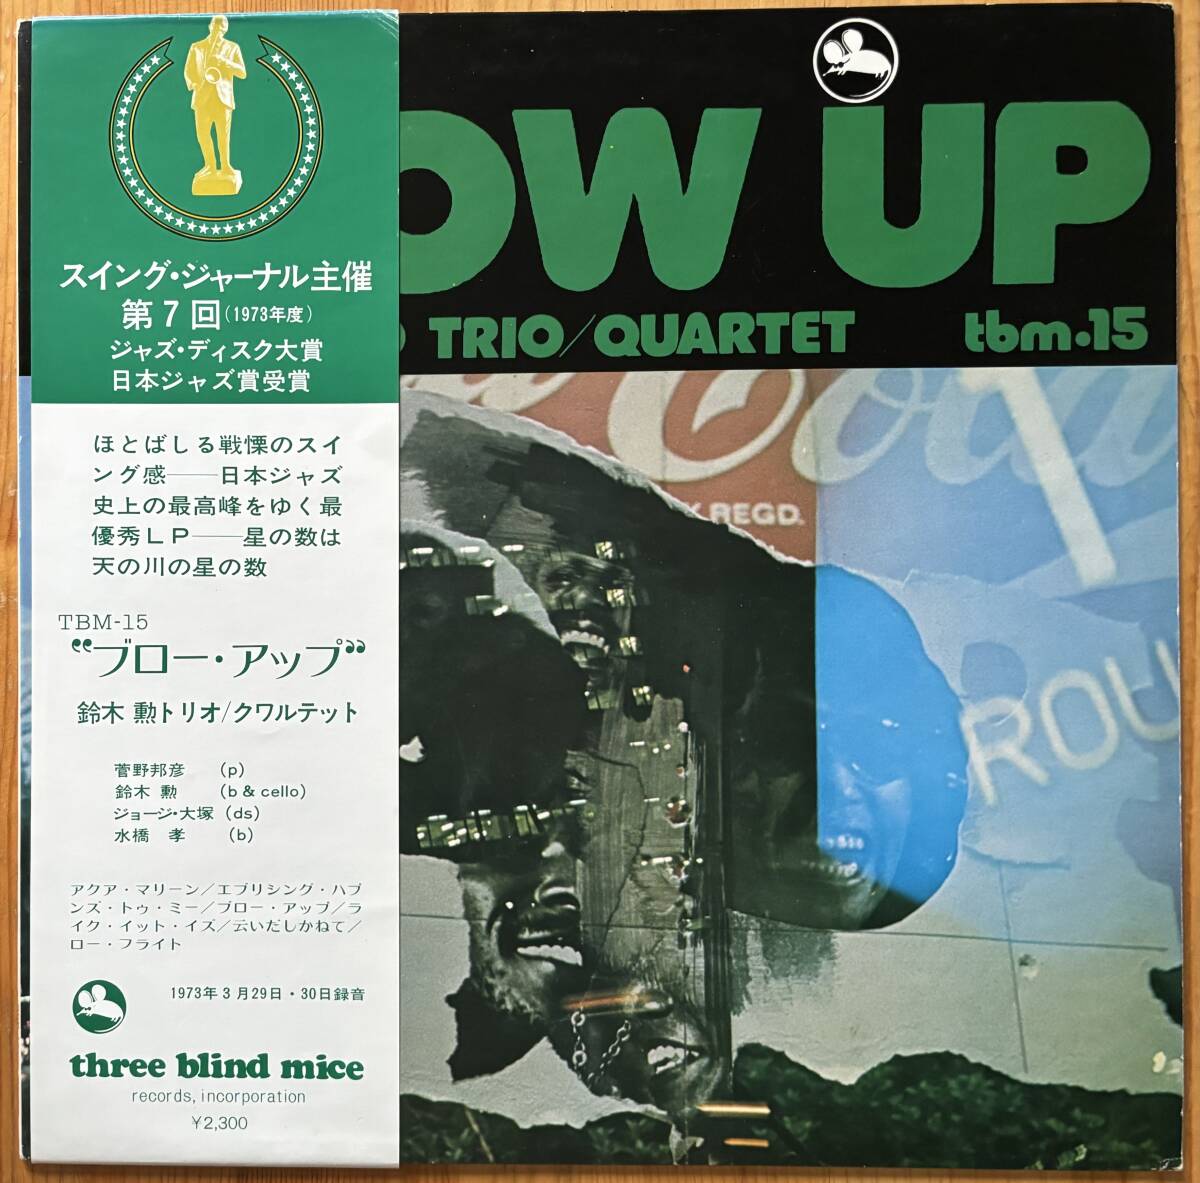 スイング・ジャーナル主催
第7回(1973年度)
ジャズ・ディスク大賞
日本ジャズ賞受賞
ほとばしる戦慄のスイ
ング感──日本ジャズ
史上の最高峰をゆく最
優秀LP──星の数は
天の川の星の数
TBM-15
“ブロー・アップ”
鈴木 勲トリオ/クワルテット
菅野邦彦 (p)
鈴木 勲 (b & cello)
ジョージ・大塚 (ds)
水橋 孝 (b)
アクア・マリーン/エブリシング・ハプ
ンズ・トゥ・ミー/ブロー・アップ/ラ
イク・イット・イズ/云いだしかねて/
ロー・フライト
1973年3月29日・30日録音
three blind mice
records, incorporation
¥2,300
OW UP
TRIO/QUARTET
tbm•15
Cola
REGD.
1
ROU